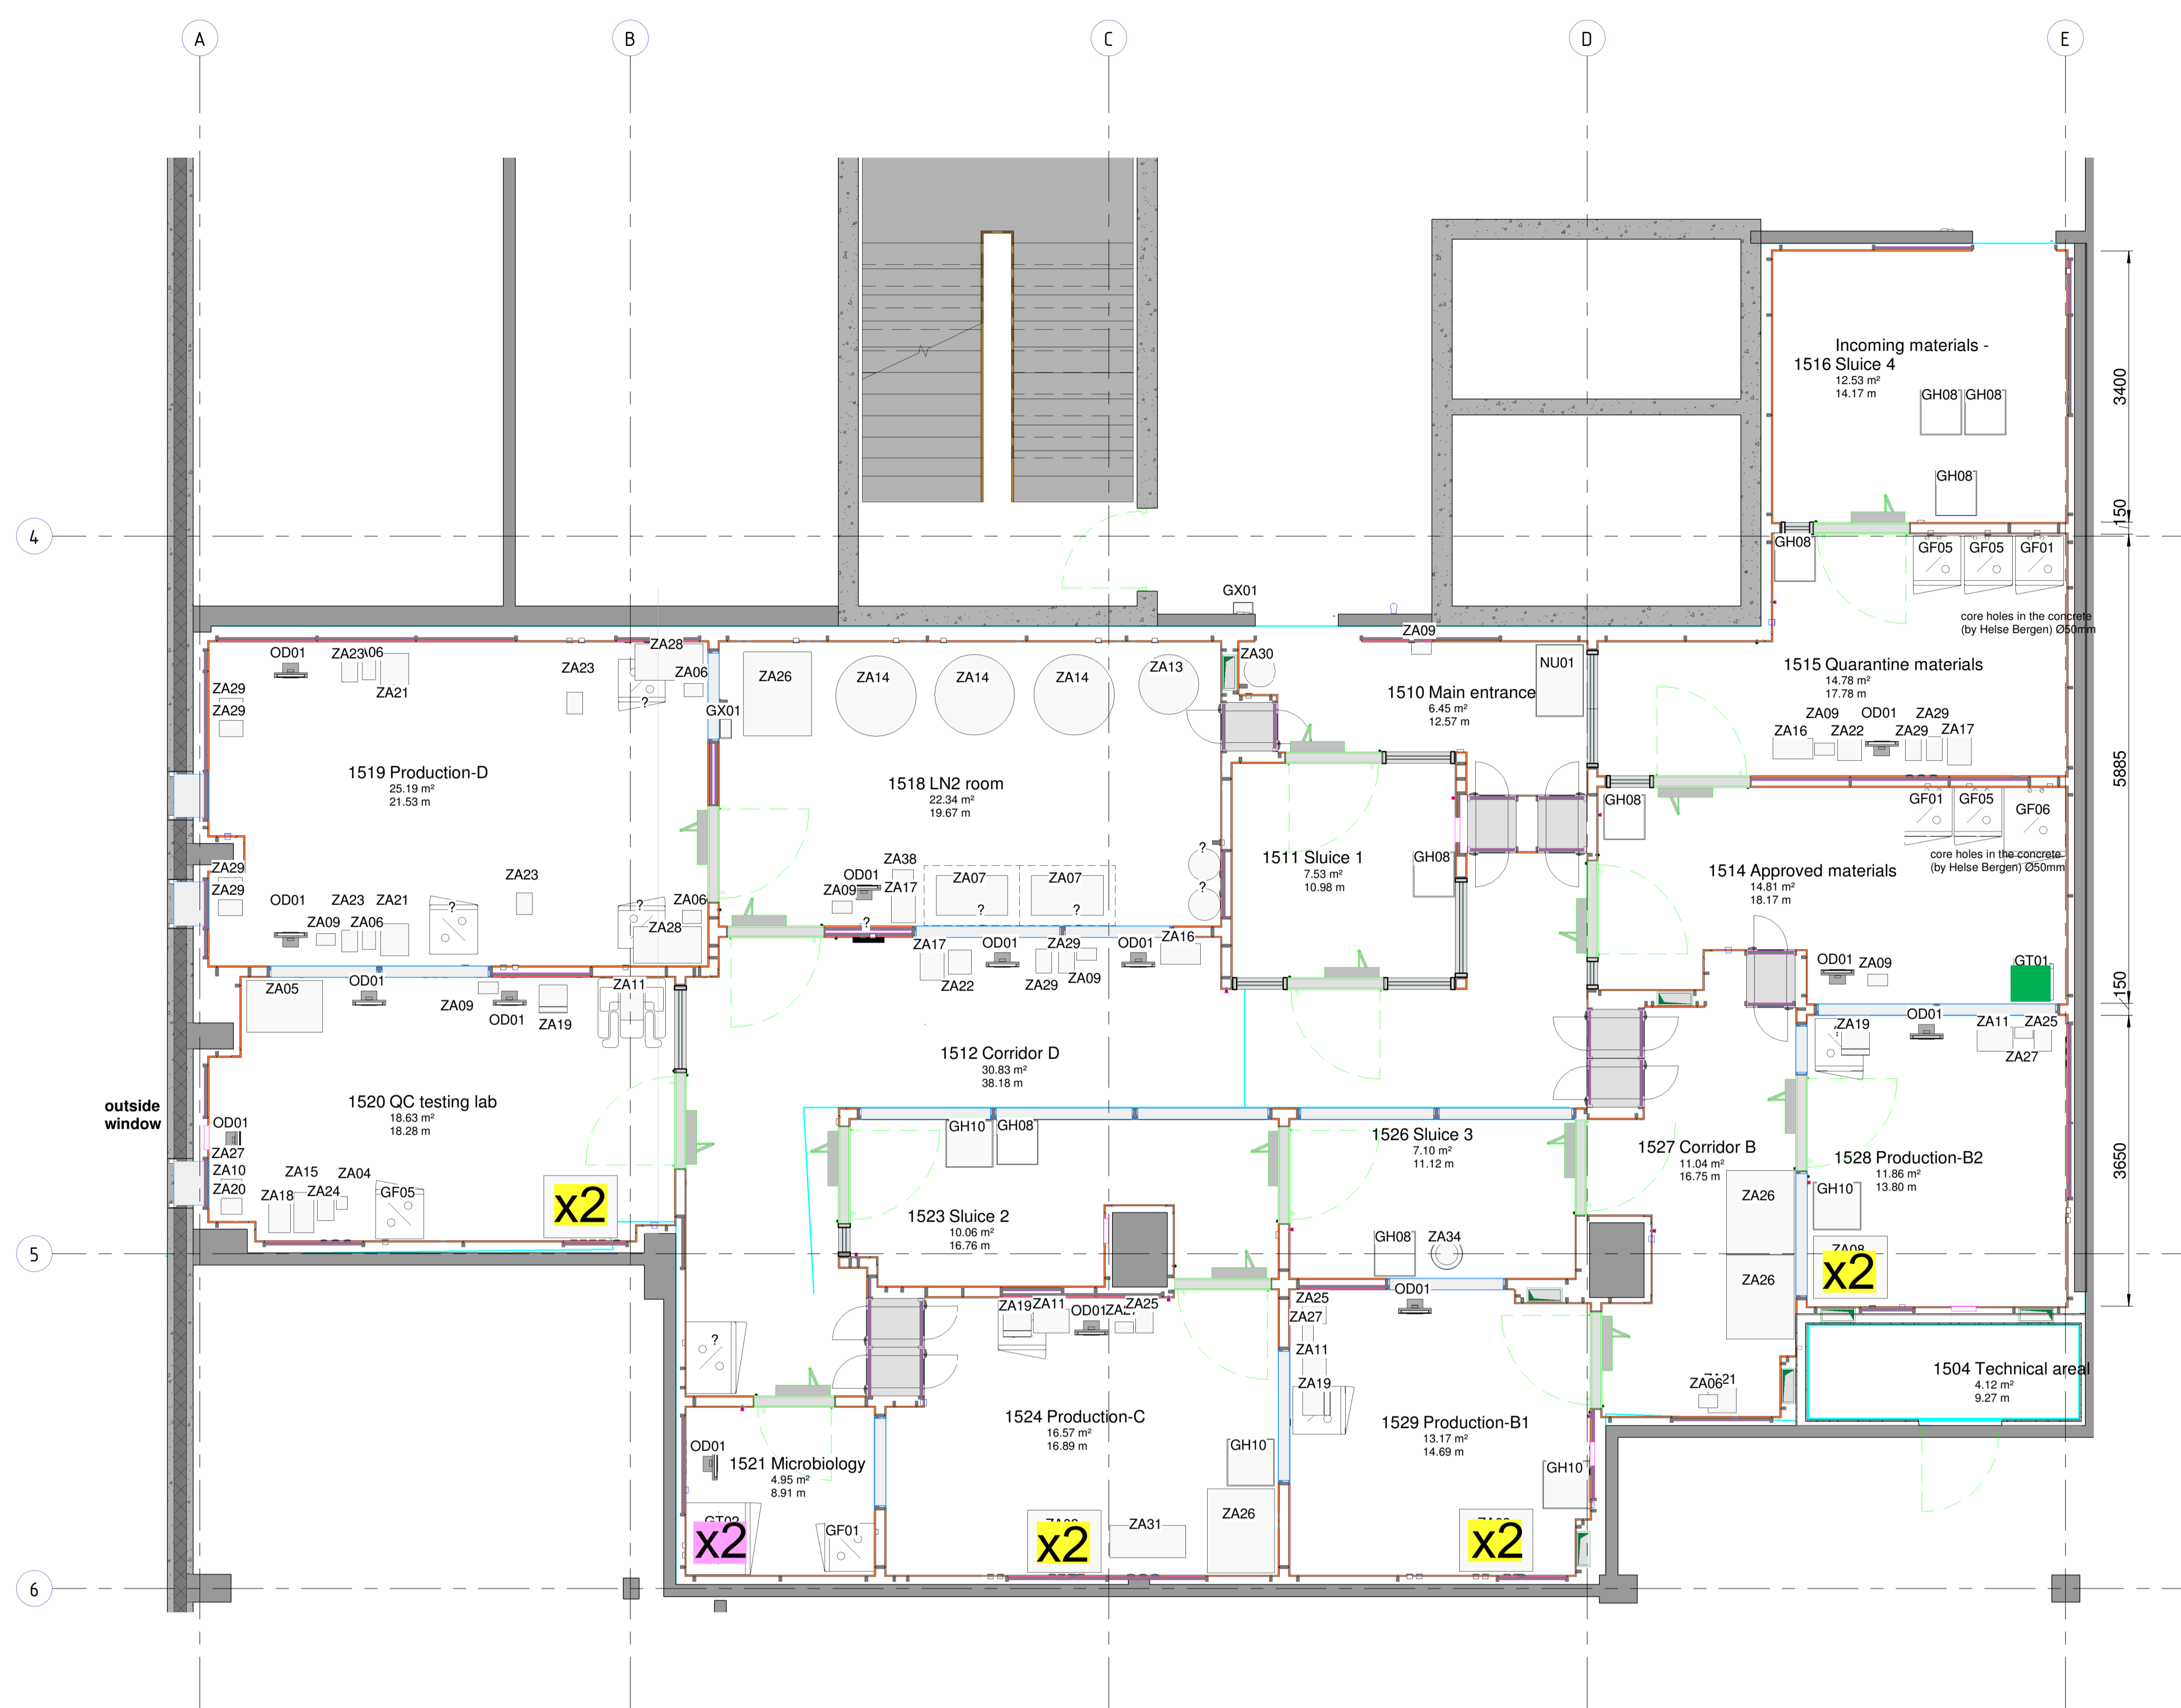 A
B
C
D
E
4
5
6
3400
150
5885
150
3650
Incoming materials -
1516 Sluice 4
12.53 m²
14.17 m
GH08
GH08
GH08
GH08
GF05
GF05
GF01
core holes in the concrete
(by Helse Bergen) Ø50mm
1515 Quarantine materials
14.78 m²
17.78 m
ZA09
OD01
ZA29
ZA16
ZA22
ZA29
ZA17
GX01
ZA09
ZA30
NU01
1510 Main entrance
6.45 m²
12.57 m
OD01
ZA23
ZA21
ZA29
ZA29
ZA23
ZA28
ZA06
?
GX01
1519 Production-D
25.19 m²
21.53 m
ZA29
ZA29
OD01
ZA23
ZA21
ZA09
ZA06
?
ZA23
?
ZA06
ZA28
ZA26
ZA14
ZA14
ZA14
ZA13
1518 LN2 room
22.34 m²
19.67 m
ZA38
OD01
ZA09
ZA17
?
ZA07
?
ZA07
?
?
?
1511 Sluice 1
7.53 m²
10.98 m
GH08
GH08
GF01
GF05
GF06
core holes in the concrete
(by Helse Bergen) Ø50mm
1514 Approved materials
14.81 m²
18.17 m
OD01
ZA09
GT01
ZA17
OD01
ZA29
OD01
ZA16
ZA22
ZA29
ZA09
1512 Corridor D
30.83 m²
38.18 m
ZA05
OD01
ZA09
OD01
ZA19
ZA11
1520 QC testing lab
18.63 m²
18.28 m
outside
window
OD01
ZA27
ZA10
ZA20
ZA15
ZA04
ZA18
ZA24
GF05
x2
GH10
GH08
1523 Sluice 2
10.06 m²
16.76 m
1526 Sluice 3
7.10 m²
11.12 m
GH08
ZA34
1527 Corridor B
11.04 m²
16.75 m
ZA26
ZA26
ZA06
ZA19
OD01
ZA11
ZA25
ZA27
1528 Production-B2
11.86 m²
13.80 m
GH10
x2
1504 Technical areal
4.12 m²
9.27 m
?
OD01
1521 Microbiology
4.95 m²
8.91 m
x2
GF01
ZA19
ZA11
OD01
ZA25
1524 Production-C
16.57 m²
16.89 m
GH10
x2
ZA31
ZA26
ZA25
ZA27
ZA11
ZA19
OD01
1529 Production-B1
13.17 m²
14.69 m
GH10
x2